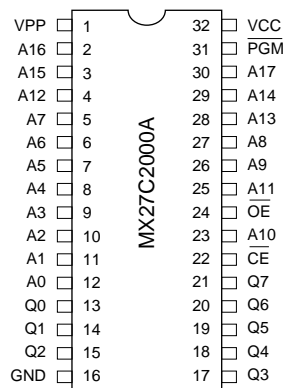 VPP 1 32 VCC
A16 2 31 PGM
A15 3 30 A17
A12 4 29 A14
A7 5 28 A13
A6 6 27 A8
A5 7 26 A9
A4 8 25 A11
A3 9 24 OE
A2 10 23 A10
A1 11 22 CE
A0 12 21 Q7
Q0 13 20 Q6
Q1 14 19 Q5
Q2 15 18 Q4
GND 16 17 Q3
MX27C2000A